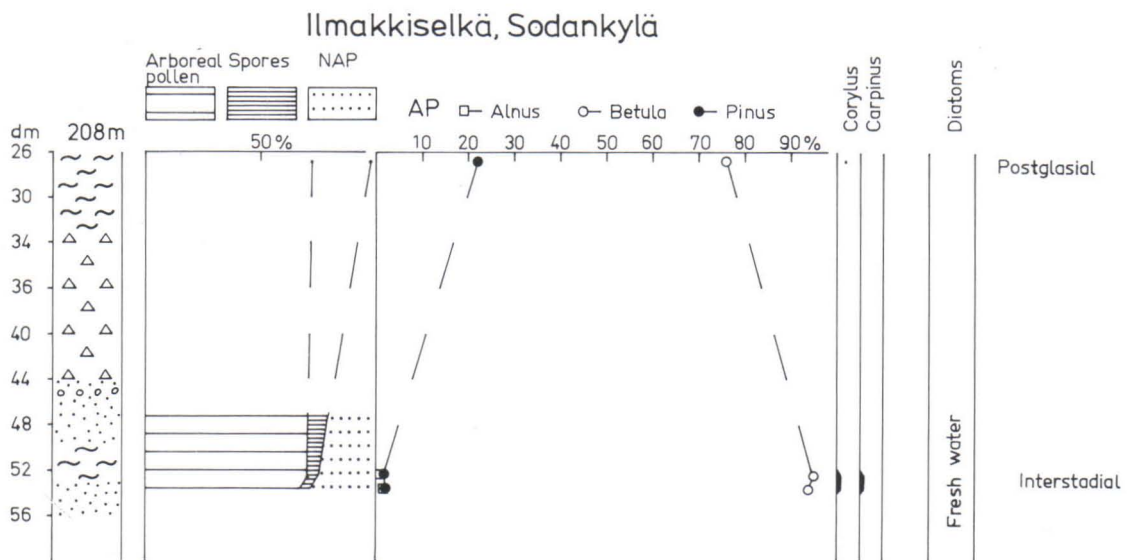 Ilmakkiselkä, Sodankylä
Arboreal pollen
Spores
NAP
AP
Alnus
Betula
Pinus
Corylus
Carpinus
Diatoms
dm
208m
50%
10 20 30 40 50 60 70 80 90%
26
30
34
36
40
44
48
52
56
Postglasial
Fresh water
Interstadial